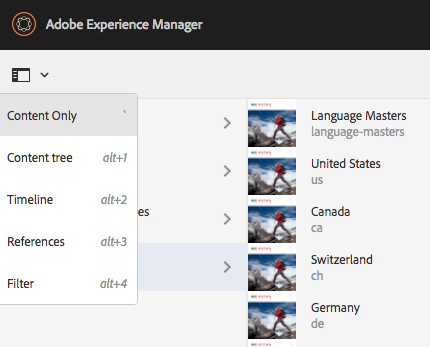 Adobe Experience Manager
Content Only `
Content tree alt+1
Timeline alt+2
References alt+3
Filter alt+4
es
Language Masters
language-masters
United States
us
Canada
ca
Switzerland
ch
Germany
de